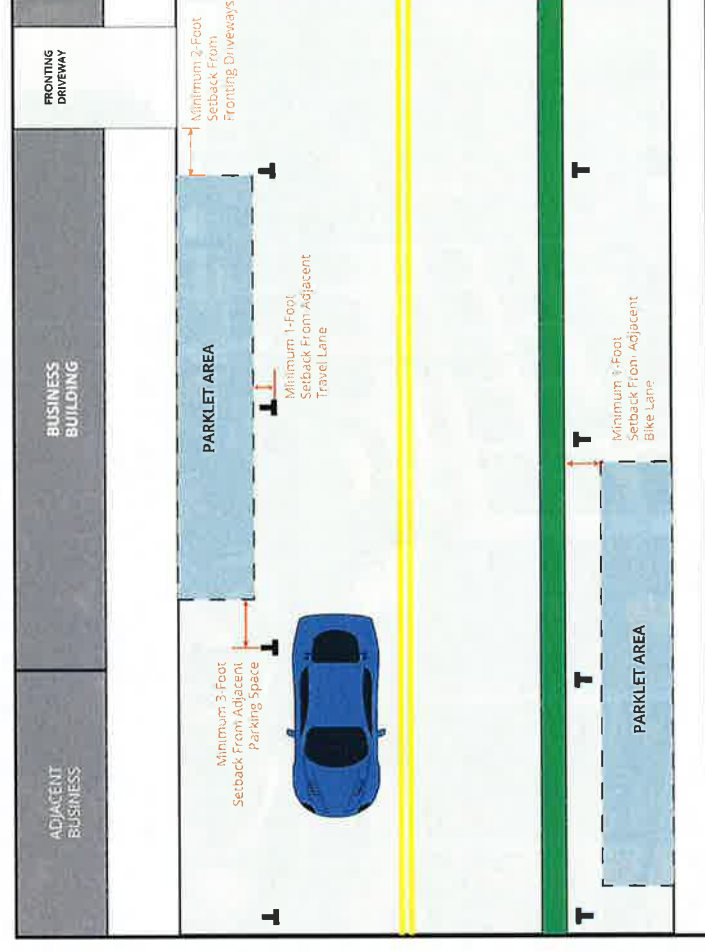 ADJACENT
BUSINESS
BUSINESS
BUILDING
FRONTING
DRIVEWAY
Minimum 2-Foot
Setback From
Fronting Driveways
PARKLET AREA
Minimum 3-Foot
Setback From Adjacent
Parking Space
Minimum 1-Foot
Setback From Adjacent
Travel Lane
Minimum
Setback From Adjacent
Bike Lane
PARKLET AREA